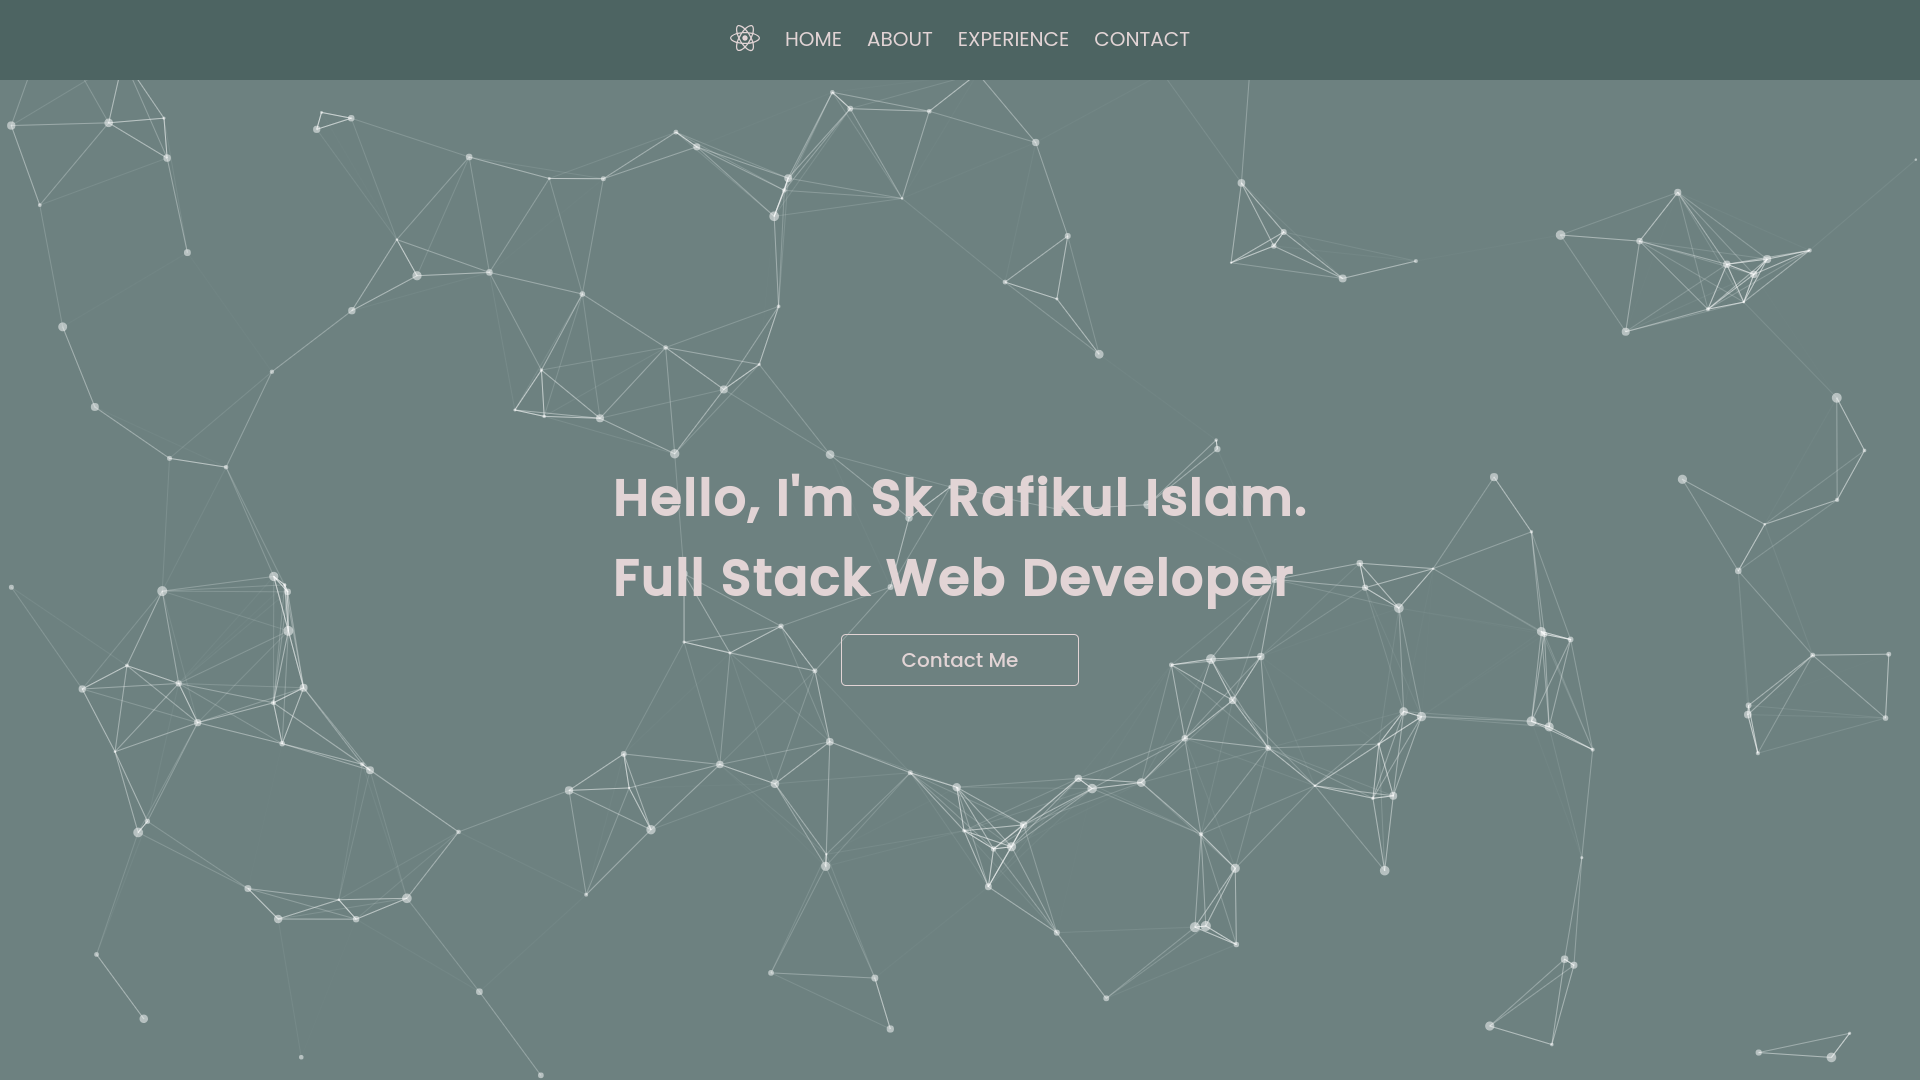 HOME ABOUT EXPERIENCE CONTACT
Hello, I'm Sk Rafikul Islam.
Full Stack Web Developer
Contact Me